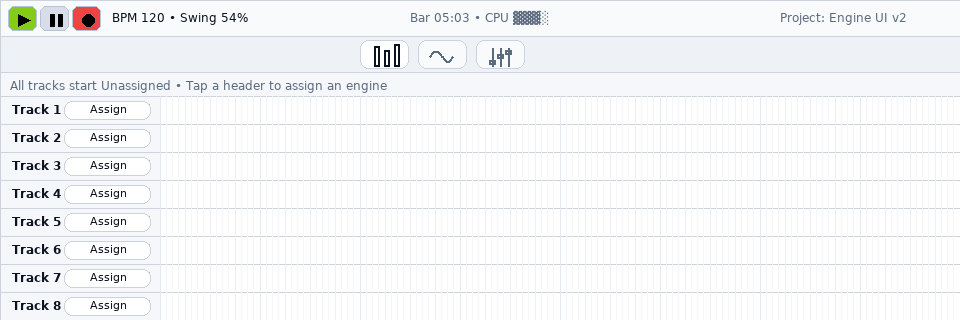 BPM 120 • Swing 54%
Bar 05:03 • CPU ▓▓▓▓░
Project: Engine UI v2
All tracks start Unassigned • Tap a header to assign an engine
Track 1 Assign
Track 2 Assign
Track 3 Assign
Track 4 Assign
Track 5 Assign
Track 6 Assign
Track 7 Assign
Track 8 Assign